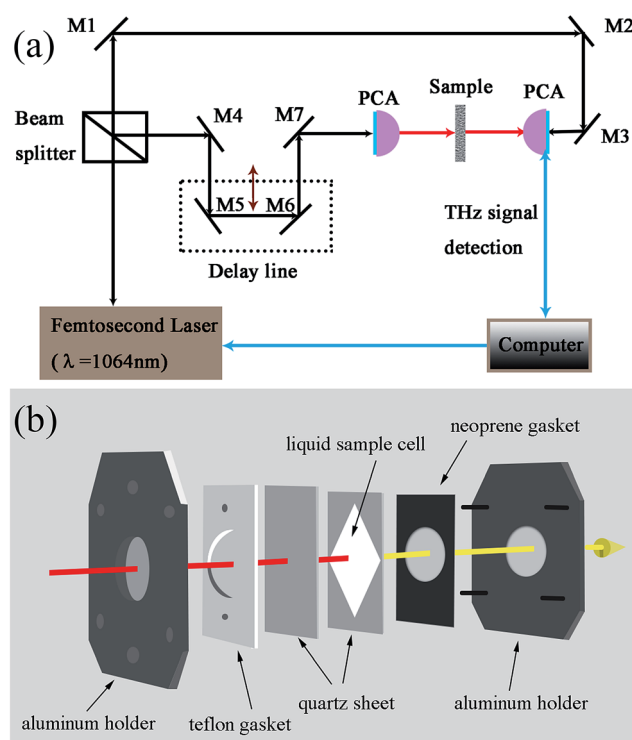 (a)
M1
M2
Beam
splitter
M4
M7
PCA
Sample
PCA
M3
M5
M6
Delay line
THz signal
detection
Femtosecond Laser
(λ=1064nm)
Computer
(b)
neoprene gasket
liquid sample cell
quartz sheet
aluminum holder
teflon gasket
aluminum holder